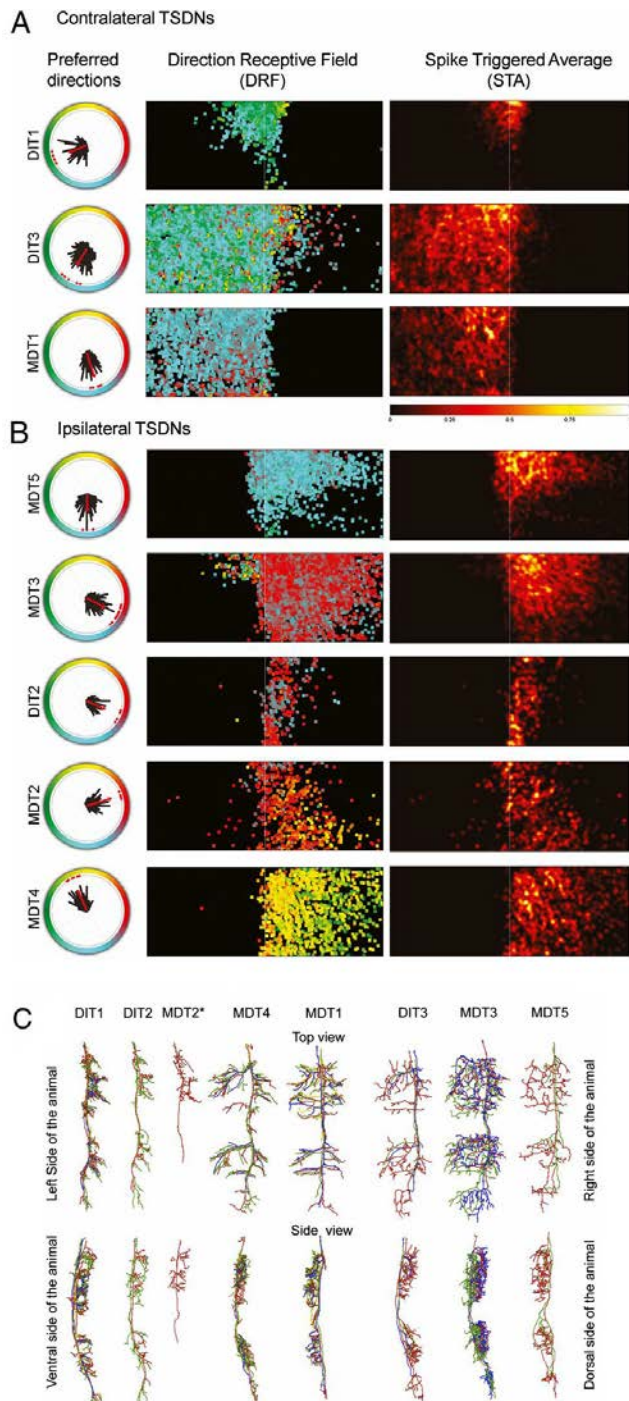 A Contralateral TSDNs
Preferred directions
Direction Receptive Field (DRF)
Spike Triggered Average (STA)
DIT1
DIT3
MDT1
0 0.25 0.5 0.75
B Ipsilateral TSDNs
MDT5
MDT3
DIT2
MDT2
MDT4
C
DIT1 DIT2 MDT2* MDT4 MDT1 DIT3 MDT3 MDT5
Top view
Left Side of the animal
Right side of the animal
Side view
Ventral side of the animal
Dorsal side of the animal